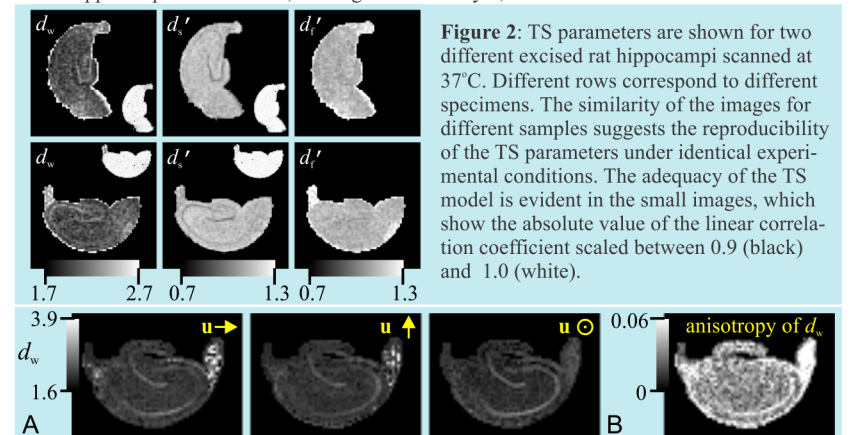 d_w
d_s′
d_f′
d_w
d_s′
d_f′
1.7
2.7
0.7
1.3
0.7
1.3
Figure 2: TS parameters are shown for two
different excised rat hippocampi scanned at
37°C. Different rows correspond to different
specimens. The similarity of the images for
different samples suggests the reproducibility
of the TS parameters under identical experi-
mental conditions. The adequacy of the TS
model is evident in the small images, which
show the absolute value of the linear correla-
tion coefficient scaled between 0.9 (black)
and 1.0 (white).
3.9
d_w
1.6
A
u→
u ↑
u ⊙
0.06
0
B
anisotropy of d_w